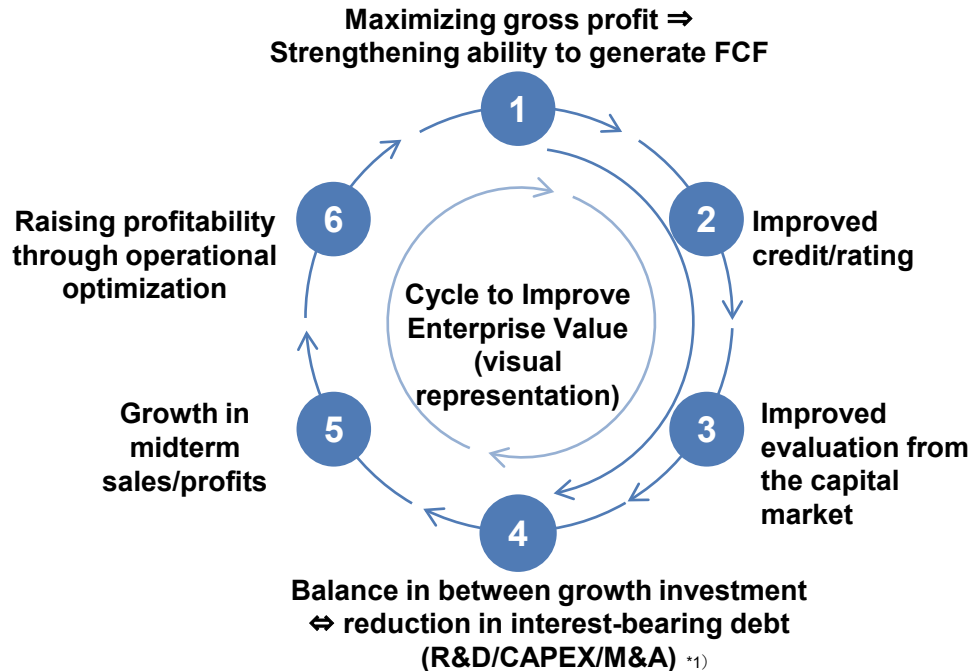 Maximizing gross profit ⇒
Strengthening ability to generate FCF
1
2
Improved
credit/rating
3
Improved
evaluation from
the capital
market
4
Balance in between growth investment
⇔ reduction in interest-bearing debt
(R&D/CAPEX/M&A) *1)
5
Growth in
midterm
sales/profits
6
Raising profitability
through operational
optimization
Cycle to Improve
Enterprise Value
(visual
representation)